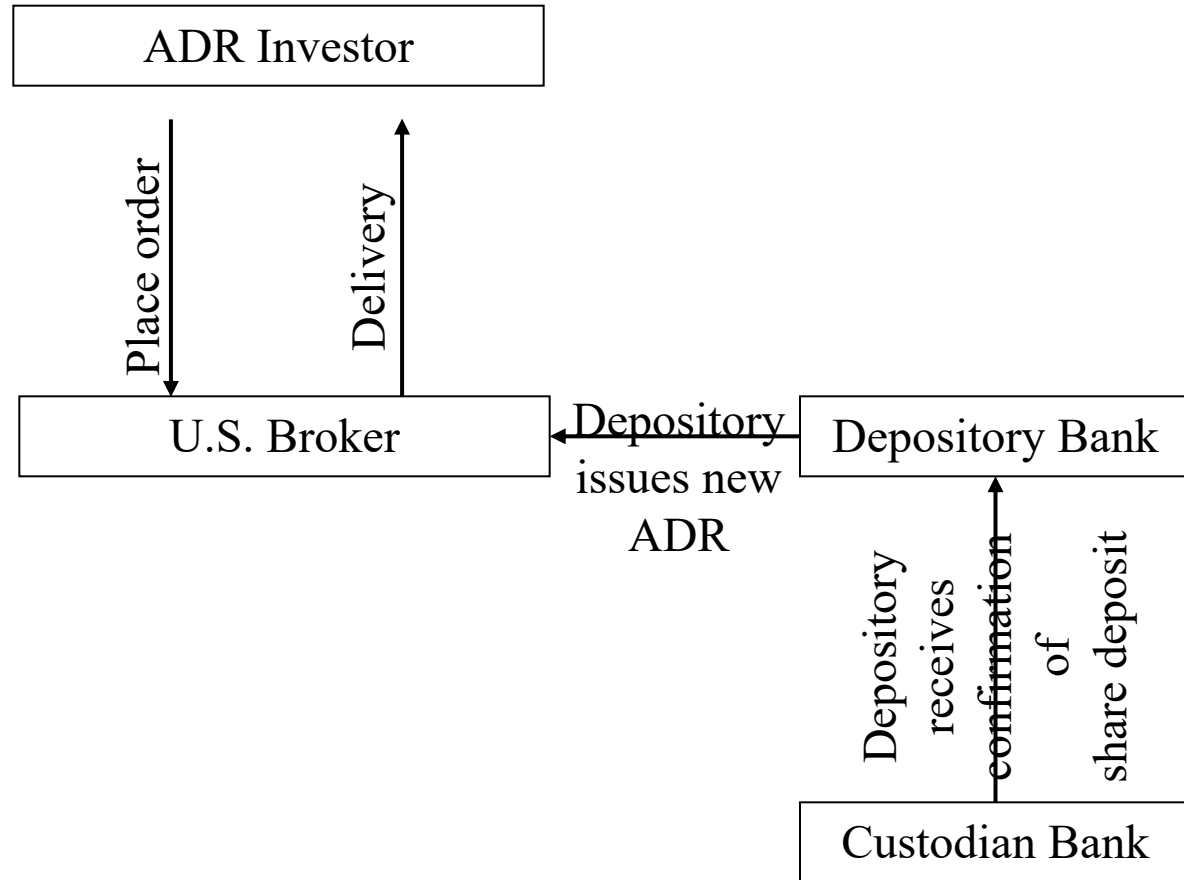 ADR Investor
Place order
Delivery
U.S. Broker
Depository
issues new
ADR
Depository Bank
Depository
receives
confirmation
of
share deposit
Custodian Bank